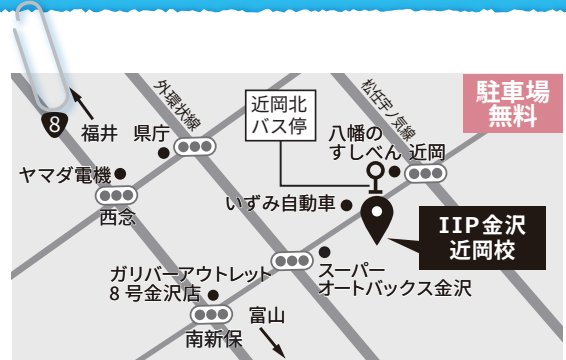 駐車場
無料
8
福井
県庁
外環状線
近岡北
バス停
松任宇ノ気線
八幡の
すしべん
近岡
ヤマダ電機
西念
いずみ自動車
IIP金沢
近岡校
ガリバーアウトレット
8号金沢店
スーパー
オートバックス金沢
富山
南新保